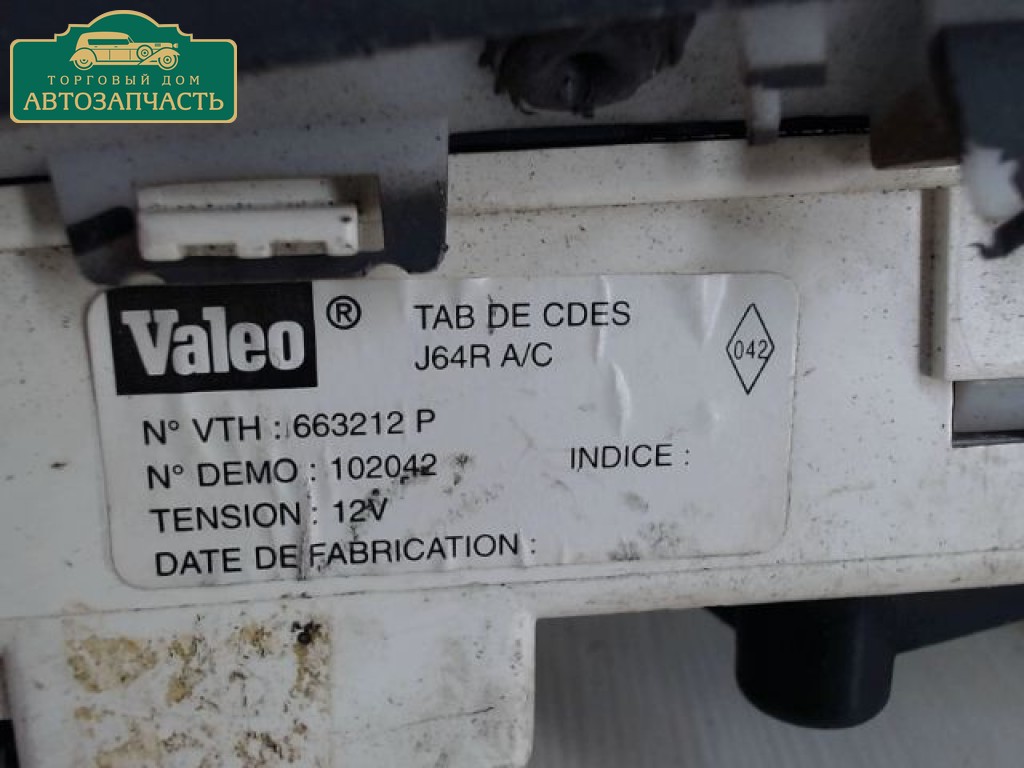 ТОРГОВЫЙ ДОМ
АВТОЗАПЧАСТЬ
Valeo ®
TAB DE CDES
J64R A/C
042
N° VTH : 663212 P
N° DEMO : 102042
INDICE :
TENSION : 12V
DATE DE FABRICATION :